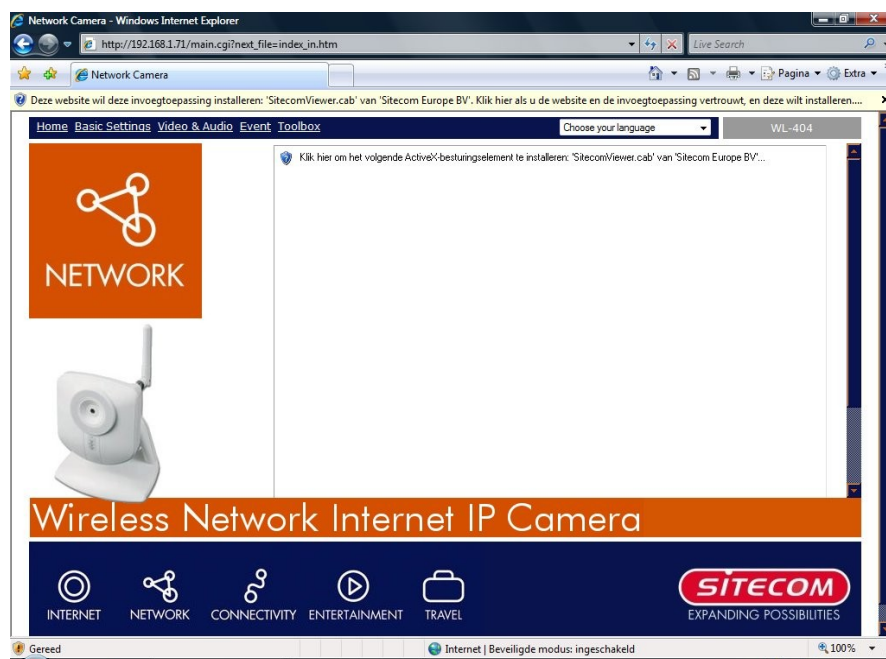 Network Camera - Windows Internet Explorer
http://192.168.1.71/main.cgi?next_file=index_in.htm
Live Search
Network Camera
Pagina
Extra
Deze website wil deze invoegtoepassing installeren: 'SitecomViewer.cab' van 'Sitecom Europe BV'. Klik hier als u de website en de invoegtoepassing vertrouwt, en deze wilt installeren....
Home Basic Settings Video & Audio Event Toolbox
Choose your language
WL-404
Klik hier om het volgende ActiveX-besturingselement te installeren: 'SitecomViewer.cab' van 'Sitecom Europe BV'...
NETWORK
Wireless Network Internet IP Camera
INTERNET NETWORK CONNECTIVITY ENTERTAINMENT TRAVEL
SITECOM
EXPANDING POSSIBILITIES
Gereed
Internet | Beveiligde modus: ingeschakeld
100%